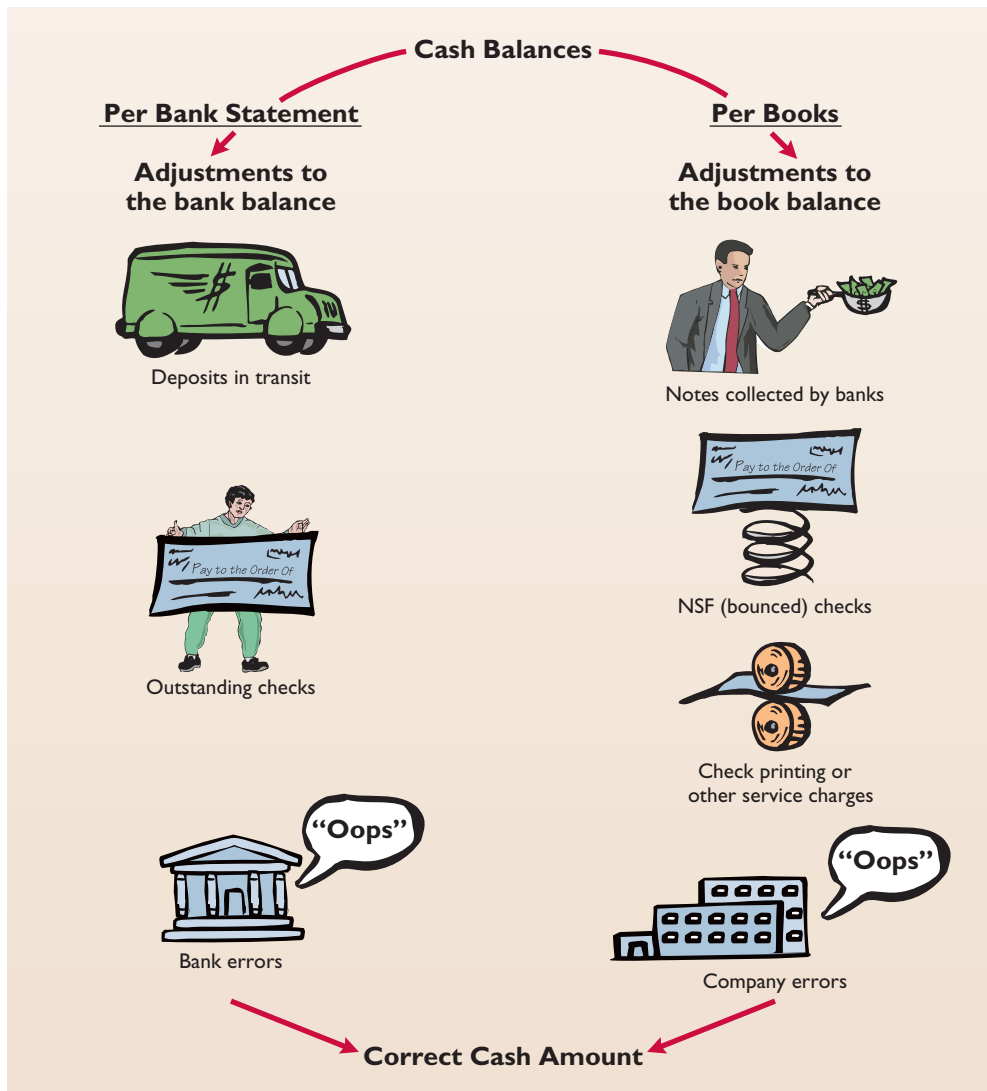 Cash Balances
Per Bank Statement
Adjustments to
the bank balance
$
Deposits in transit
Pay to the Order Of
Outstanding checks
"Oops"
Bank errors
Per Books
Adjustments to
the book balance
$
Notes collected by banks
Pay to the Order Of
NSF (bounced) checks
Check printing or
other service charges
"Oops"
Company errors
Correct Cash Amount